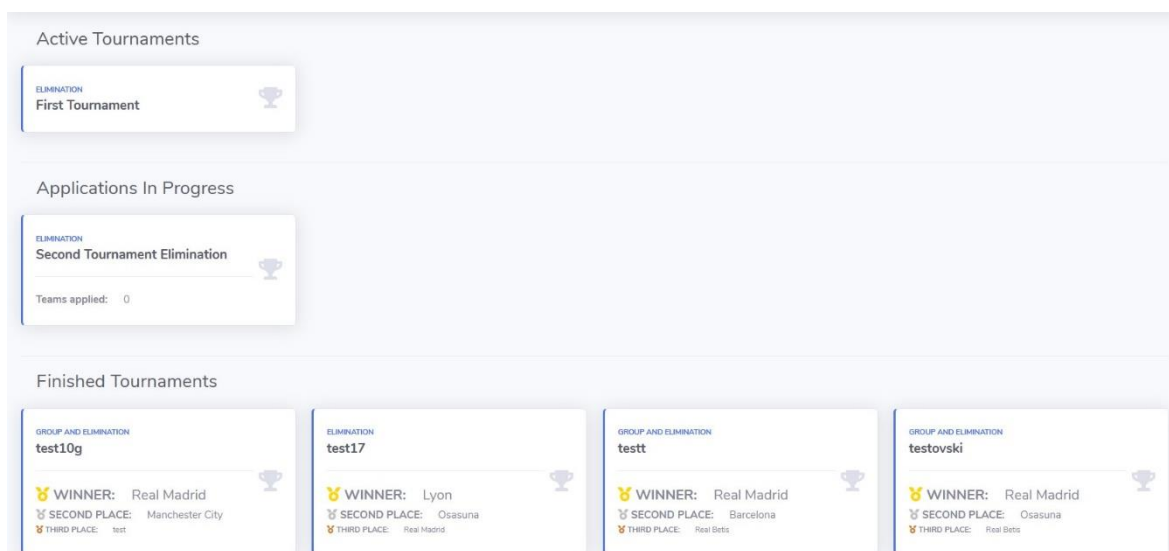 Active Tournaments
ELIMINATION
First Tournament
Applications In Progress
ELIMINATION
Second Tournament Elimination
Teams applied: 0
Finished Tournaments
GROUP AND ELIMINATION
test10g
WINNER: Real Madrid
SECOND PLACE: Manchester City
THIRD PLACE: test
ELIMINATION
test17
WINNER: Lyon
SECOND PLACE: Osasuna
THIRD PLACE: Real Madrid
GROUP AND ELIMINATION
testt
WINNER: Real Madrid
SECOND PLACE: Barcelona
THIRD PLACE: Real Betis
GROUP AND ELIMINATION
testovski
WINNER: Real Madrid
SECOND PLACE: Osasuna
THIRD PLACE: Real Betis